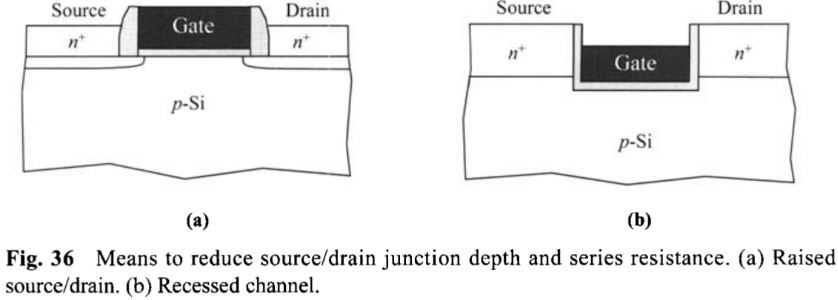 Source Drain
Gate
n+ n+
p-Si
(a)
Source Drain
n+ n+
Gate
p-Si
(b)
Fig. 36 Means to reduce source/drain junction depth and series resistance. (a) Raised
source/drain. (b) Recessed channel.